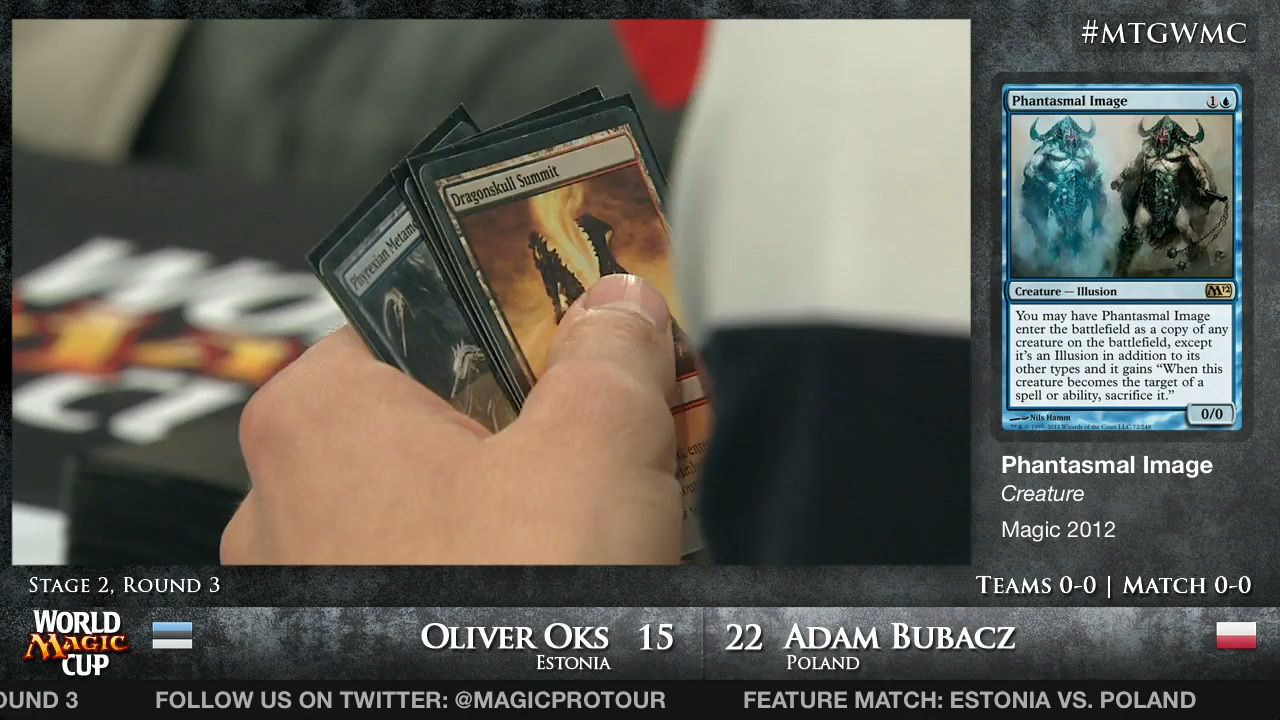 #MTGWMC
Dragonskull Summit
Phyrexian
Phantasmal Image
1
Creature — Illusion
M12
You may have Phantasmal Image
enter the battlefield as a copy of any
creature on the battlefield, except
it's an Illusion in addition to its
other types and it gains "When this
creature becomes the target of a
spell or ability, sacrifice it."
0/0
Nils Hamm
Phantasmal Image
Creature
Magic 2012
Stage 2, Round 3
Teams 0-0 | Match 0-0
WORLD
MAGIC
CUP
Oliver Oks 15
Estonia
22 Adam Bubacz
Poland
OUND 3
FOLLOW US ON TWITTER: @MAGICPROTOUR
FEATURE MATCH: ESTONIA VS. POLAND